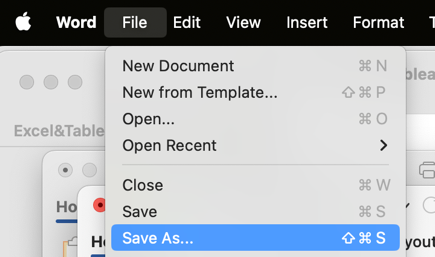 Word File Edit View Insert Format
New Document ⌘ N
New from Template... ⇧ ⌘ P
Open... ⌘ O
Open Recent
Excel&Table
Close ⌘ W
Save ⌘ S
Save As... ⇧ ⌘ S